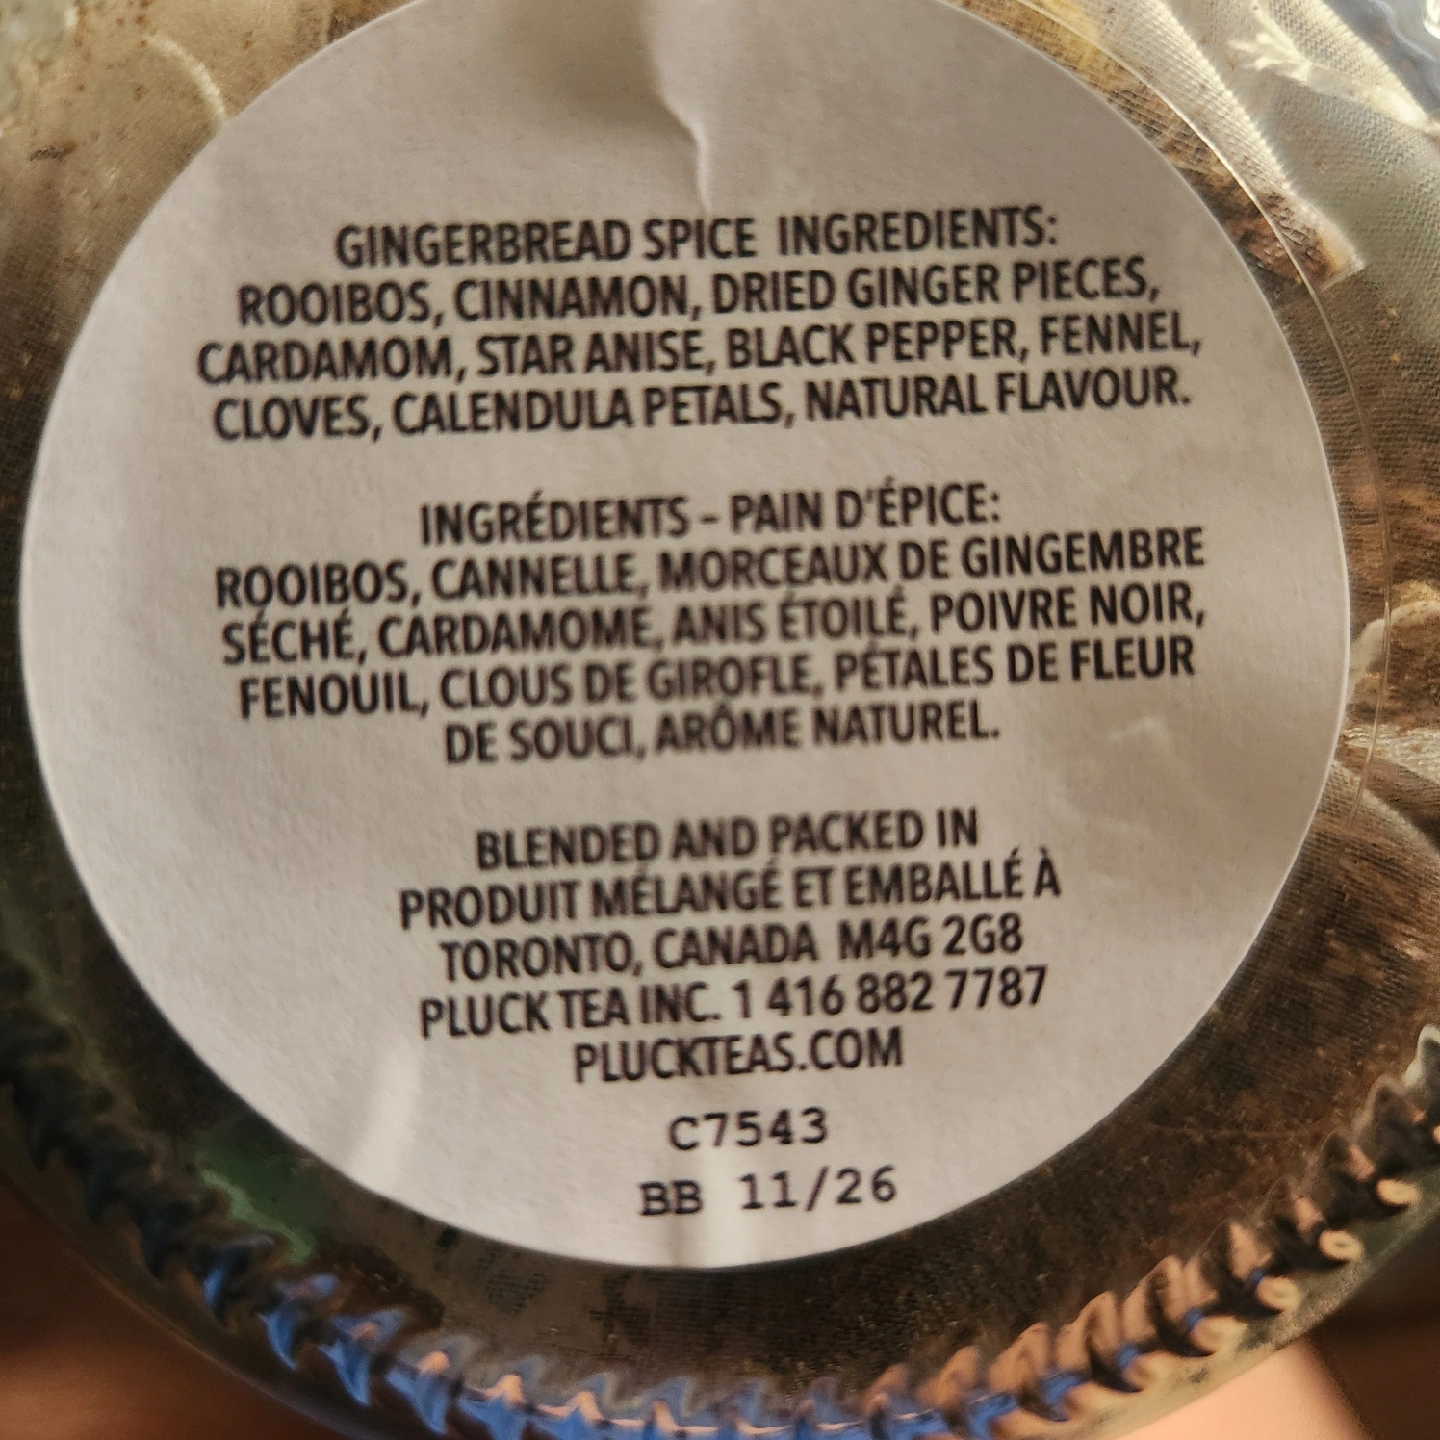 GINGERBREAD SPICE INGREDIENTS:
ROOIBOS, CINNAMON, DRIED GINGER PIECES,
CARDAMOM, STAR ANISE, BLACK PEPPER, FENNEL,
CLOVES, CALENDULA PETALS, NATURAL FLAVOUR.
INGRÉDIENTS - PAIN D'ÉPICE:
ROOIBOS, CANNELLE, MORCEAUX DE GINGEMBRE
SÉCHÉ, CARDAMOME, ANIS ÉTOILÉ, POIVRE NOIR,
FENOUIL, CLOUS DE GIROFLE, PÉTALES DE FLEUR
DE SOUCI, ARÔME NATUREL.
BLENDED AND PACKED IN
PRODUIT MÉLANGÉ ET EMBALLÉ À
TORONTO, CANADA M4G 2G8
PLUCK TEA INC. 1 416 882 7787
PLUCKTEAS.COM
C7543
BB 11/26